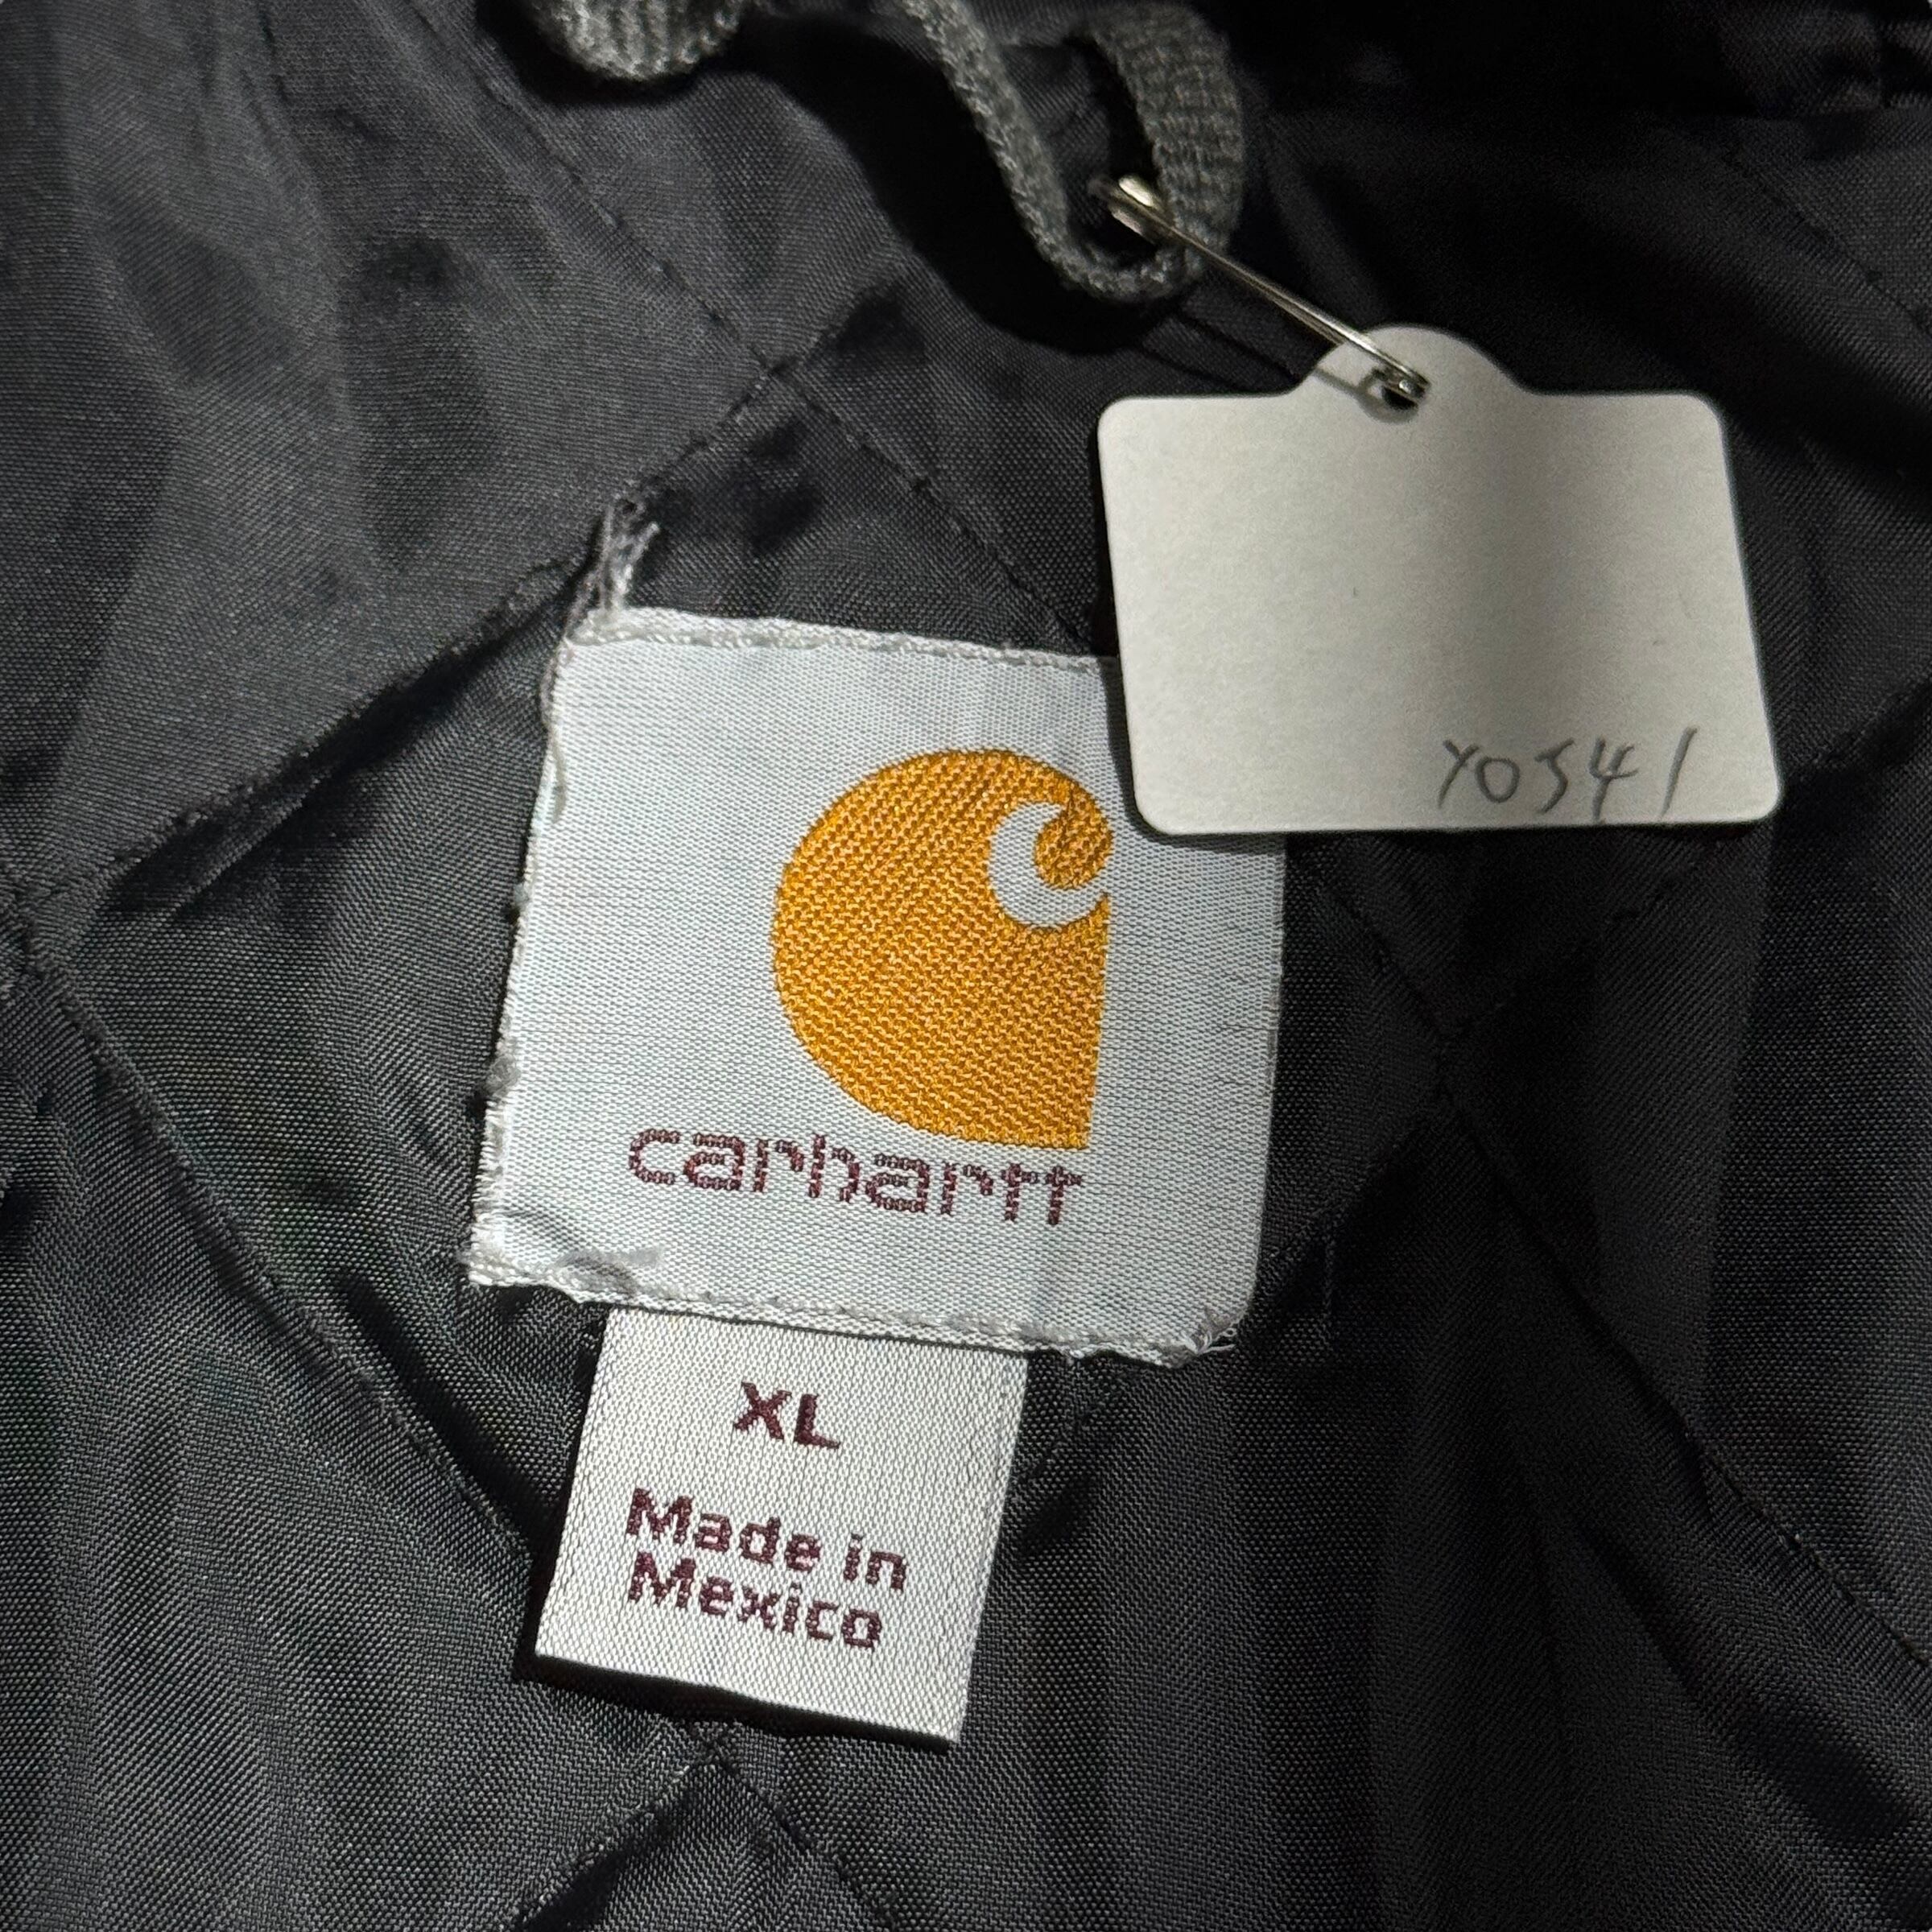 Y0541
carhartt
XL
Made in
Mexico